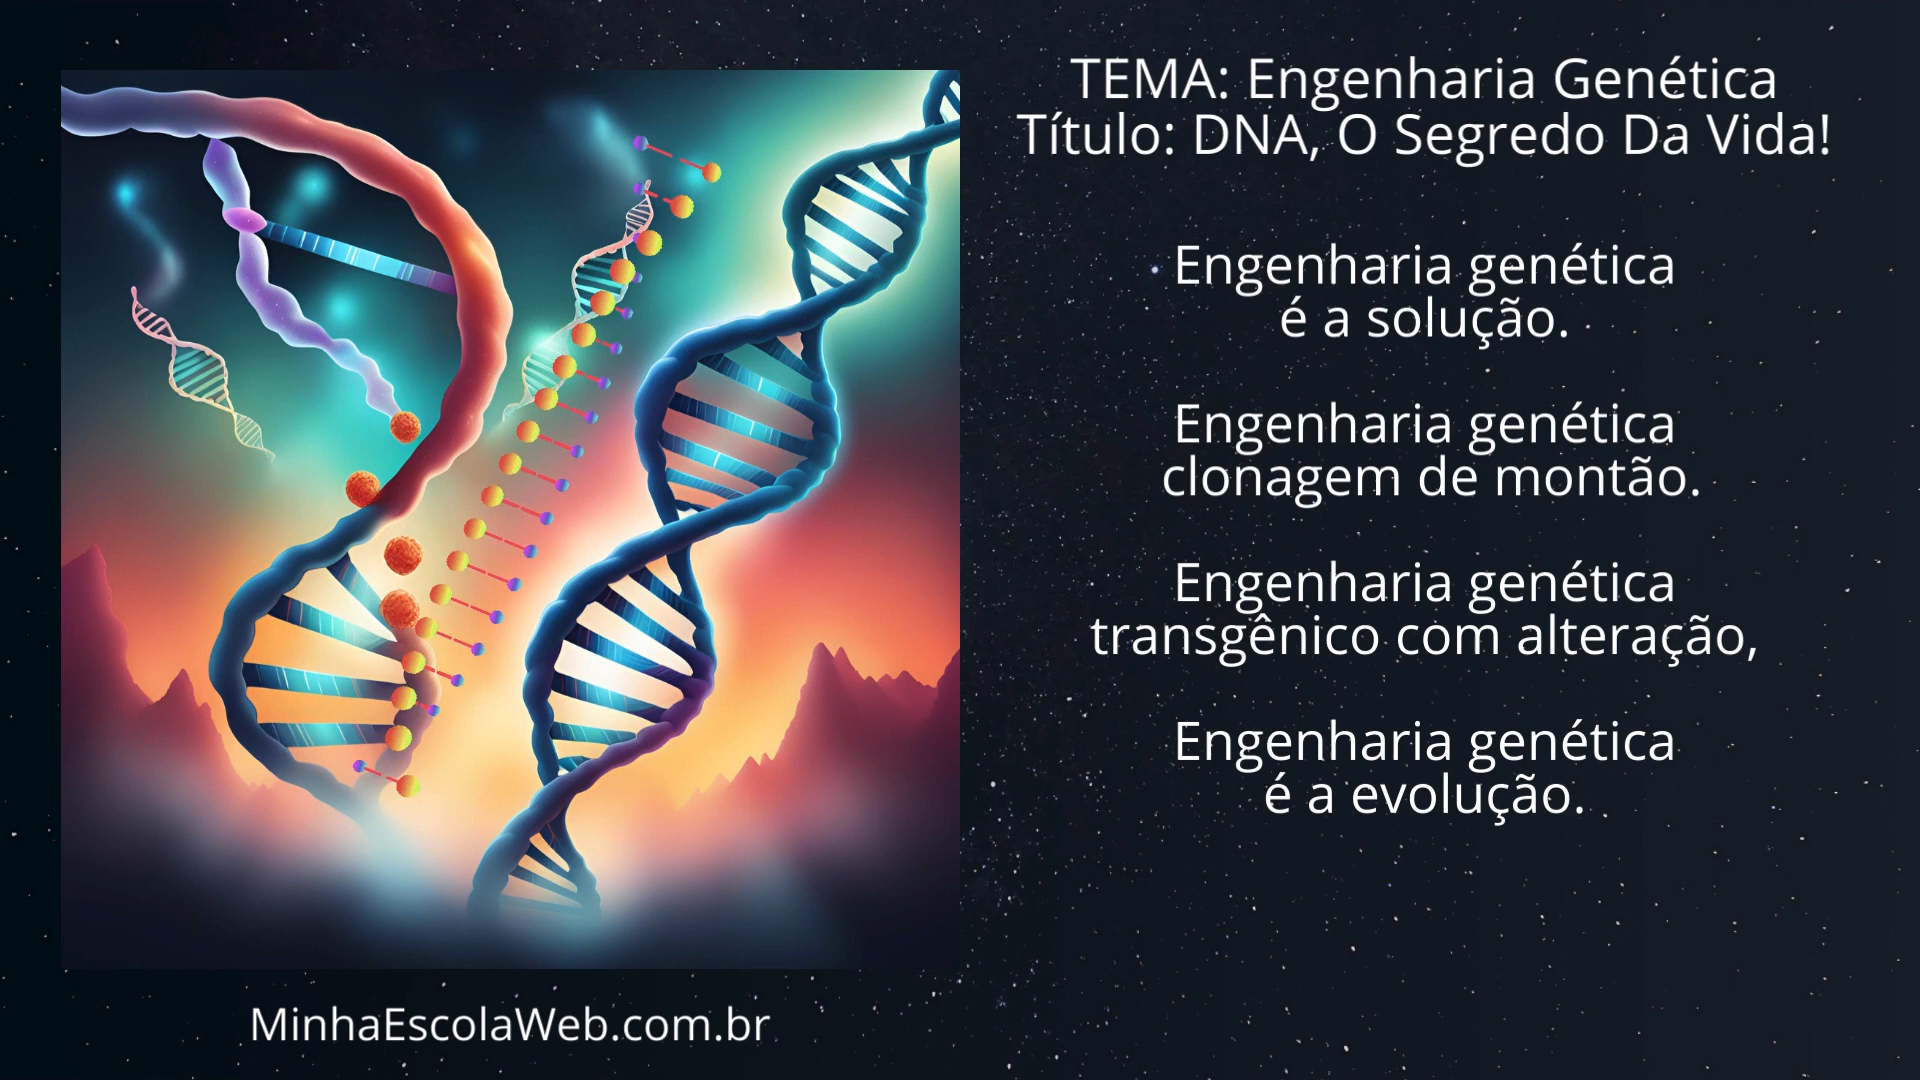 TEMA: Engenharia Genética
Título: DNA, O Segredo Da Vida!
Engenharia genética
é a solução.
Engenharia genética
clonagem de montão.
Engenharia genética
transgênico com alteração,
Engenharia genética
é a evolução.
MinhaEscolaWeb.com.br